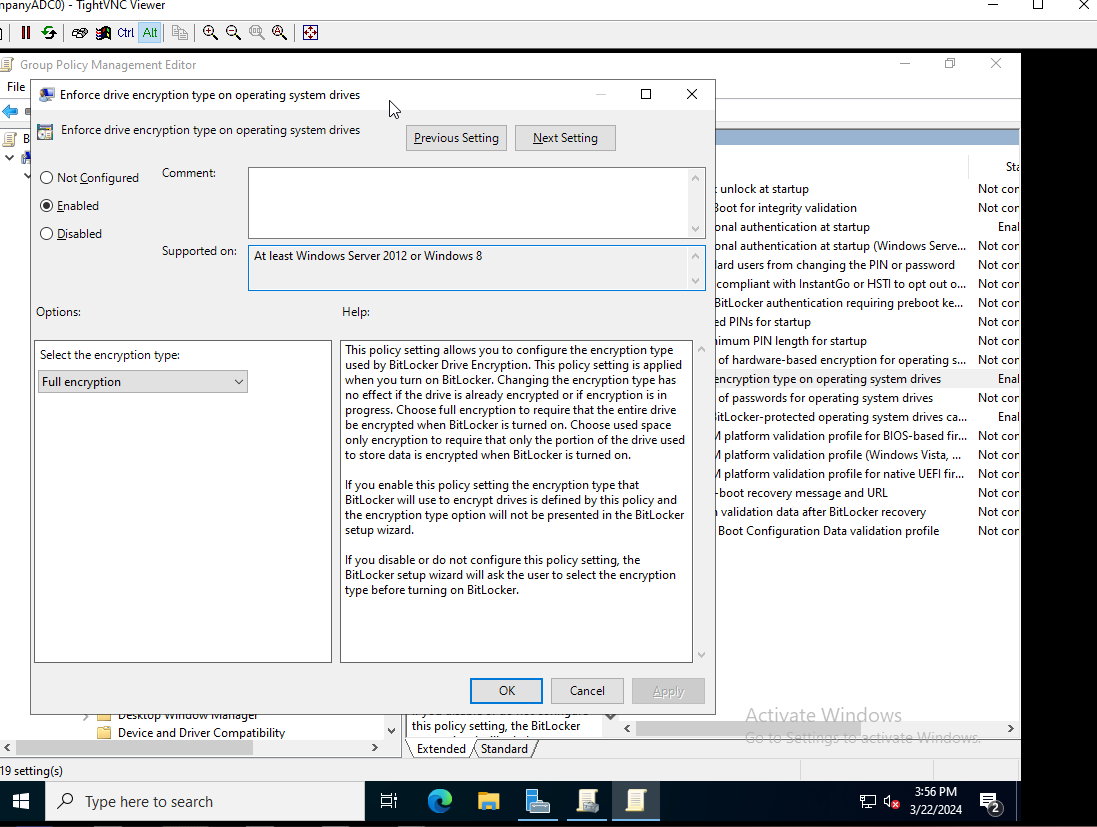 npanyADC0) - TightVNC Viewer
Ctrl Alt
Group Policy Management Editor
File
Enforce drive encryption type on operating system drives
Enforce drive encryption type on operating system drives
Previous Setting
Next Setting
Not Configured
Enabled
Disabled
Comment:
Supported on:
At least Windows Server 2012 or Windows 8
Options:
Help:
Select the encryption type:
Full encryption
This policy setting allows you to configure the encryption type
used by BitLocker Drive Encryption. This policy setting is applied
when you turn on BitLocker. Changing the encryption type has
no effect if the drive is already encrypted or if encryption is in
progress. Choose full encryption to require that the entire drive
be encrypted when BitLocker is turned on. Choose used space
only encryption to require that only the portion of the drive used
to store data is encrypted when BitLocker is turned on.
If you enable this policy setting the encryption type that
BitLocker will use to encrypt drives is defined by this policy and
the encryption type option will not be presented in the BitLocker
setup wizard.
If you disable or do not configure this policy setting, the
BitLocker setup wizard will ask the user to select the encryption
type before turning on BitLocker.
OK
Cancel
Apply
B
Sta
unlock at startup Not cor
Boot for integrity validation Not cor
onal authentication at startup Enal
onal authentication at startup (Windows Serve... Not cor
ard users from changing the PIN or password Not cor
compliant with InstantGo or HSTI to opt out o... Not cor
BitLocker authentication requiring preboot ke... Not cor
ed PINs for startup Not cor
nimum PIN length for startup Not cor
of hardware-based encryption for operating s... Not cor
encryption type on operating system drives Enal
of passwords for operating system drives Not cor
BitLocker-protected operating system drives ca... Enal
M platform validation profile for BIOS-based fir... Not cor
M platform validation profile (Windows Vista, ... Not cor
M platform validation profile for native UEFI fir... Not cor
-boot recovery message and URL Not cor
validation data after BitLocker recovery Not cor
Boot Configuration Data validation profile Not cor
Desktop Window Manager
Device and Driver Compatibility
this policy setting, the BitLocker
Extended Standard
Activate Windows
Go to Settings to activate Windows.
19 setting(s)
Type here to search
3:56 PM
3/22/2024
2